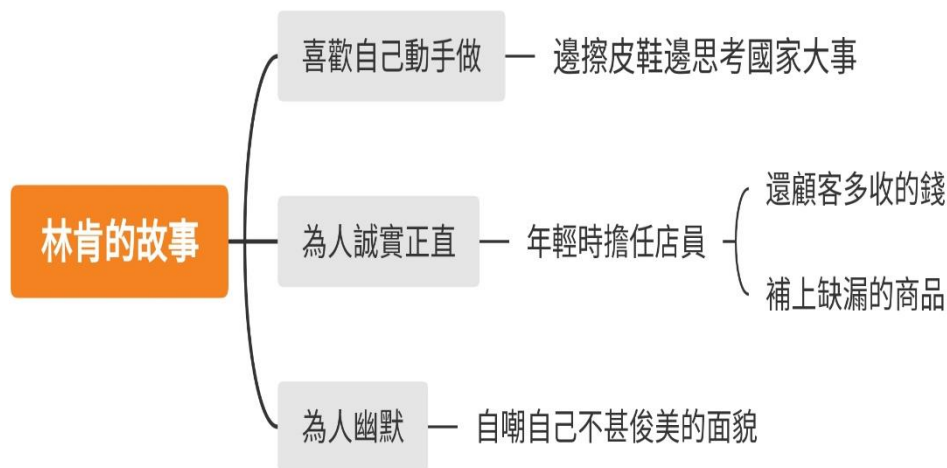 林肯的故事
喜歡自己動手做
邊擦皮鞋邊思考國家大事
為人誠實正直
年輕時擔任店員
還顧客多收的錢
補上缺漏的商品
為人幽默
自嘲自己不甚俊美的面貌